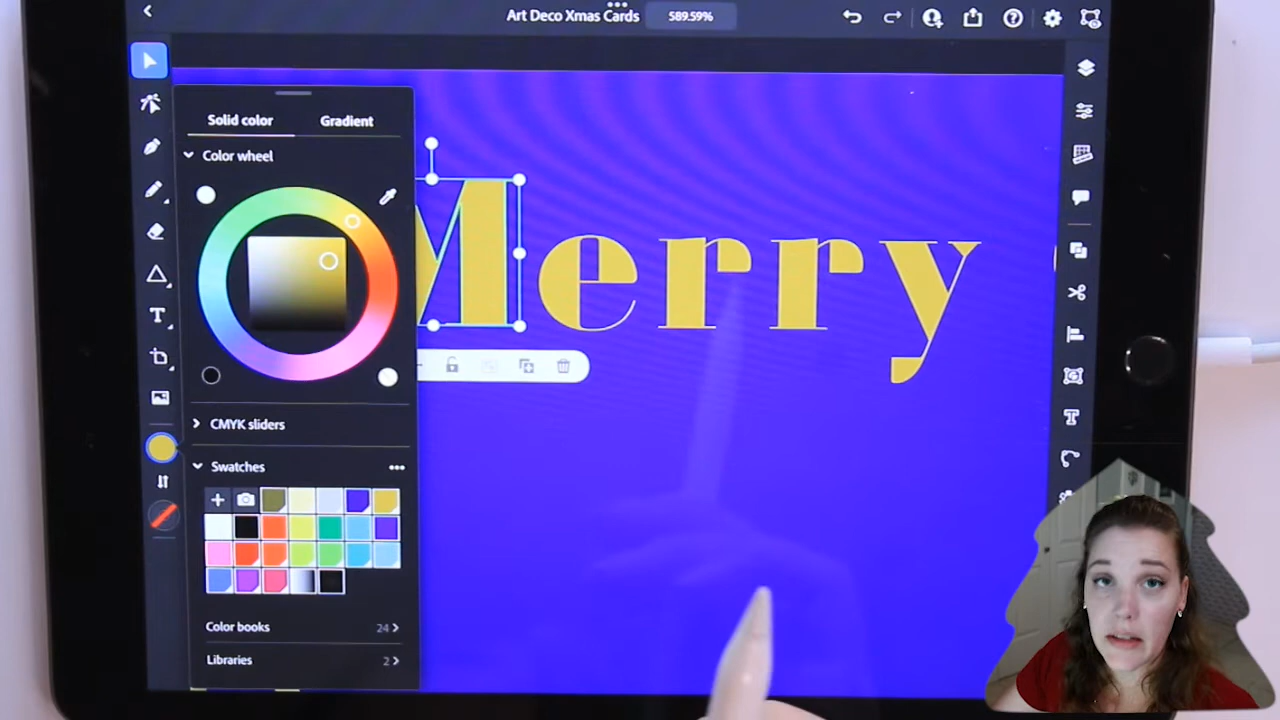 Art Deco Xmas Cards 589.59%
Solid color Gradient
Color wheel
Merry
CMYK sliders
Swatches
Color books 24
Libraries 2